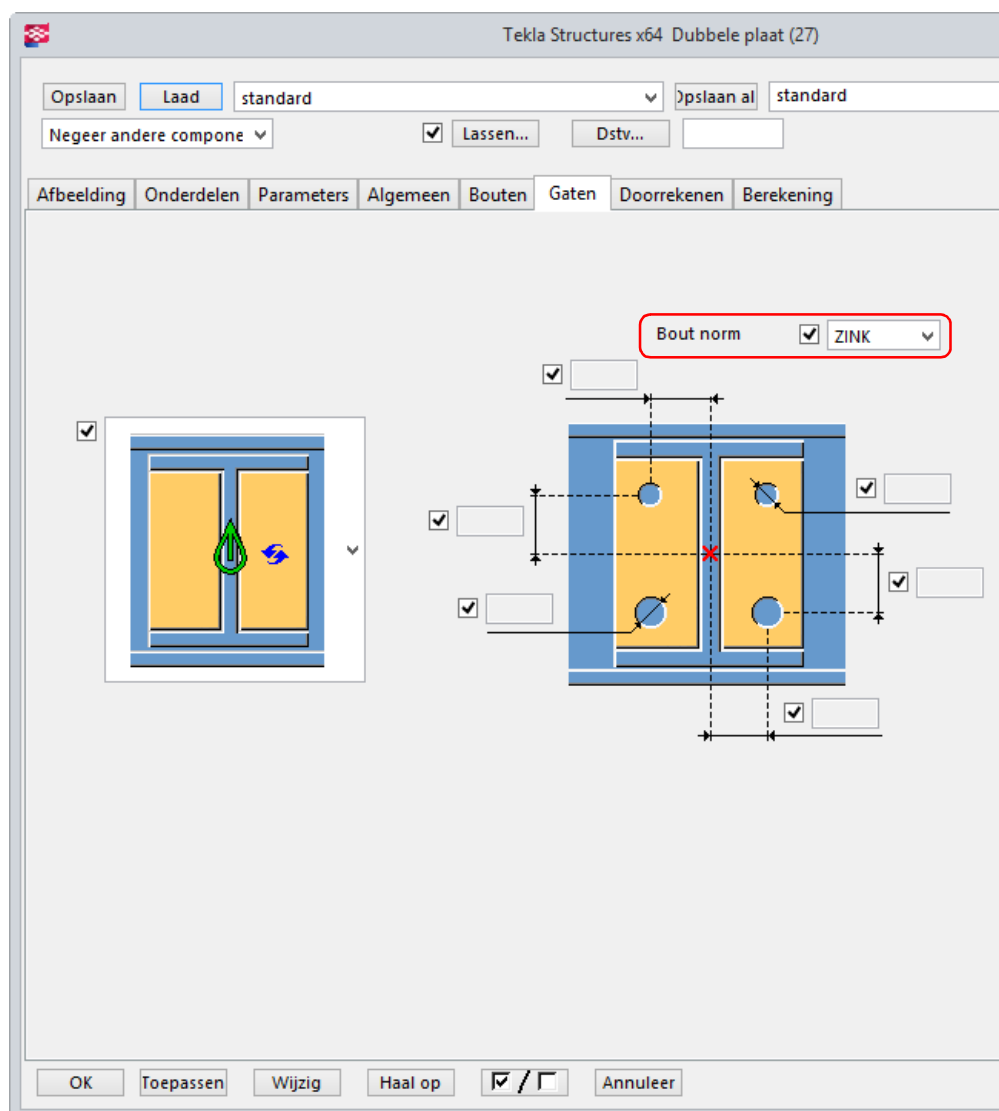 Tekla Structures x64 Dubbele plaat (27)
Opslaan Laad standard Opslaan al standard
Negeer andere compone Lassen... Dstv...
Afbeelding Onderdelen Parameters Algemeen Bouten Gaten Doorrekenen Berekening
Bout norm ZINK
OK Toepassen Wijzig Haal op / Annuleer